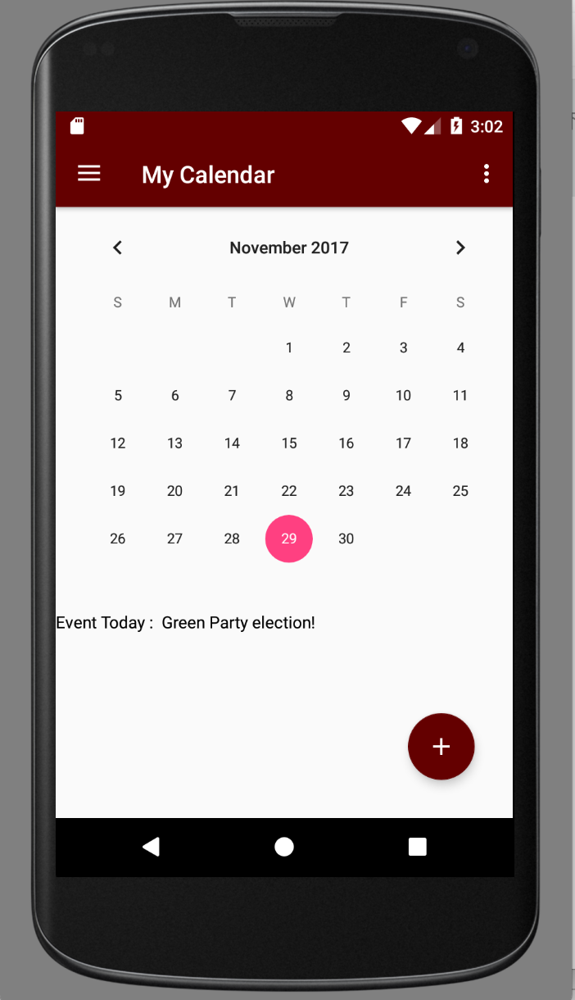 3:02
My Calendar
November 2017
S M T W T F S
1 2 3 4
5 6 7 8 9 10 11
12 13 14 15 16 17 18
19 20 21 22 23 24 25
26 27 28 29 30
Event Today :  Green Party election!